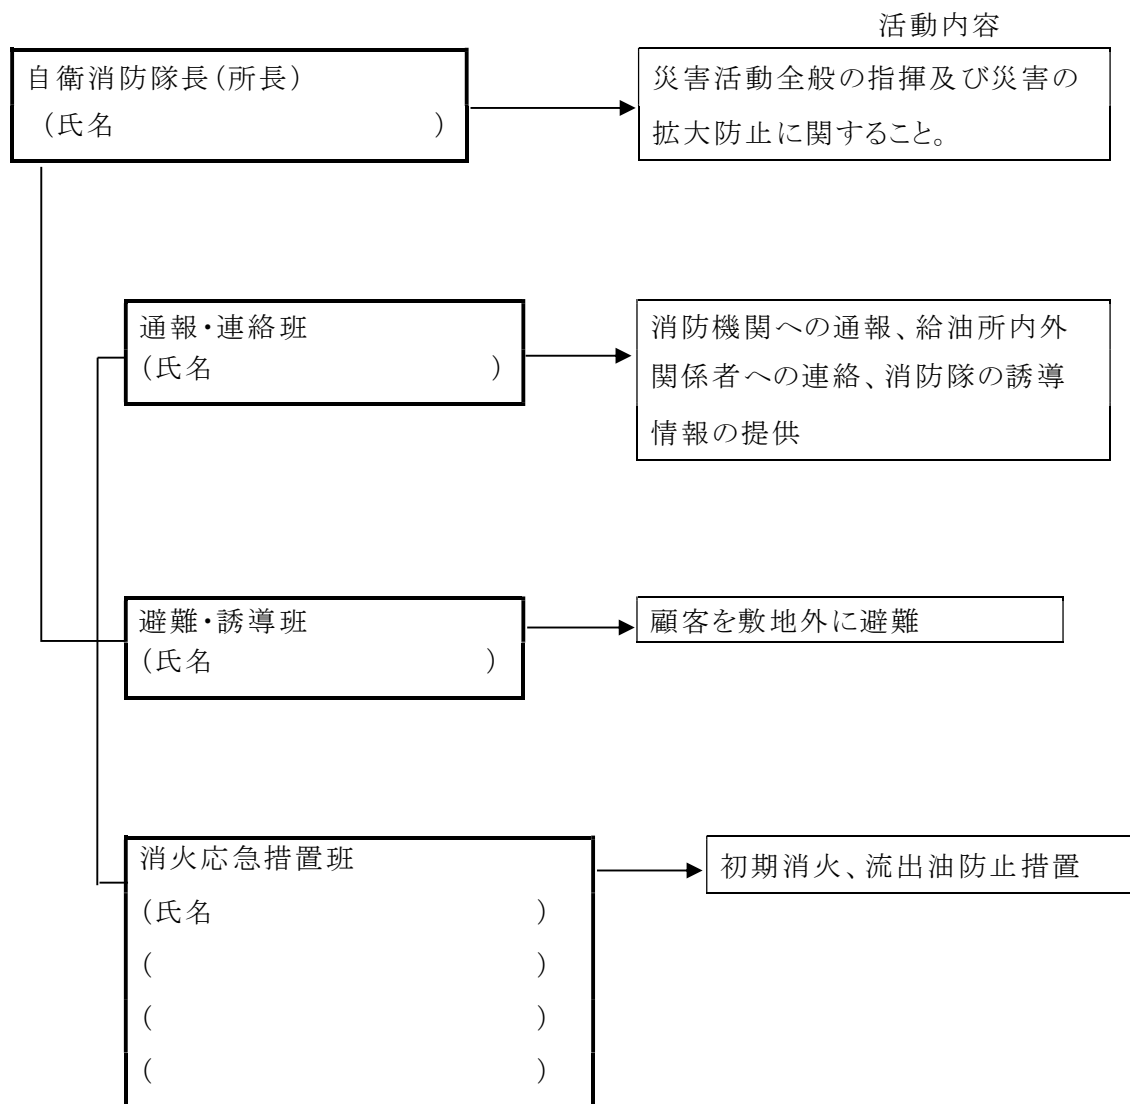 活動内容
自衛消防隊長(所長)
(氏名 )
災害活動全般の指揮及び災害の
拡大防止に関すること。
通報・連絡班
(氏名 )
消防機関への通報、給油所内外
関係者への連絡、消防隊の誘導
情報の提供
避難・誘導班
(氏名 )
顧客を敷地外に避難
消火応急措置班
(氏名 )
( )
( )
( )
初期消火、流出油防止措置